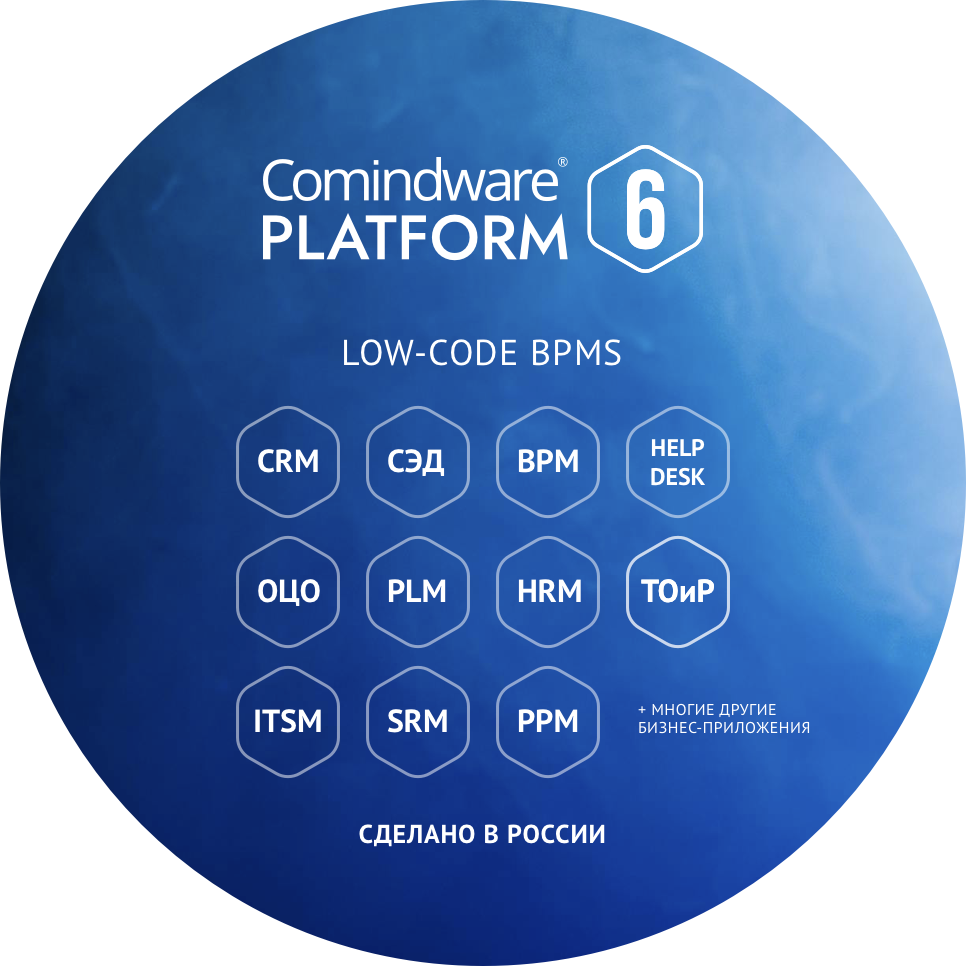 Comindware®
PLATFORM 6
LOW-CODE BPMS
CRM СЭД BPM HELP DESK
ОЦО PLM HRM ТОиР
ITSM SRM PPM + МНОГИЕ ДРУГИЕ
БИЗНЕС-ПРИЛОЖЕНИЯ
СДЕЛАНО В РОССИИ